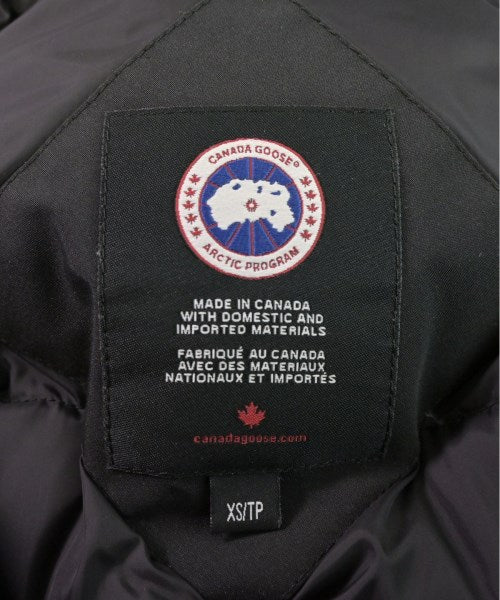 CANADA GOOSE®
ARCTIC PROGRAM
MADE IN CANADA
WITH DOMESTIC AND
IMPORTED MATERIALS
FABRIQUÉ AU CANADA
AVEC DES MATERIAUX
NATIONAUX ET IMPORTÉS
canadagoose.com
XS/TP